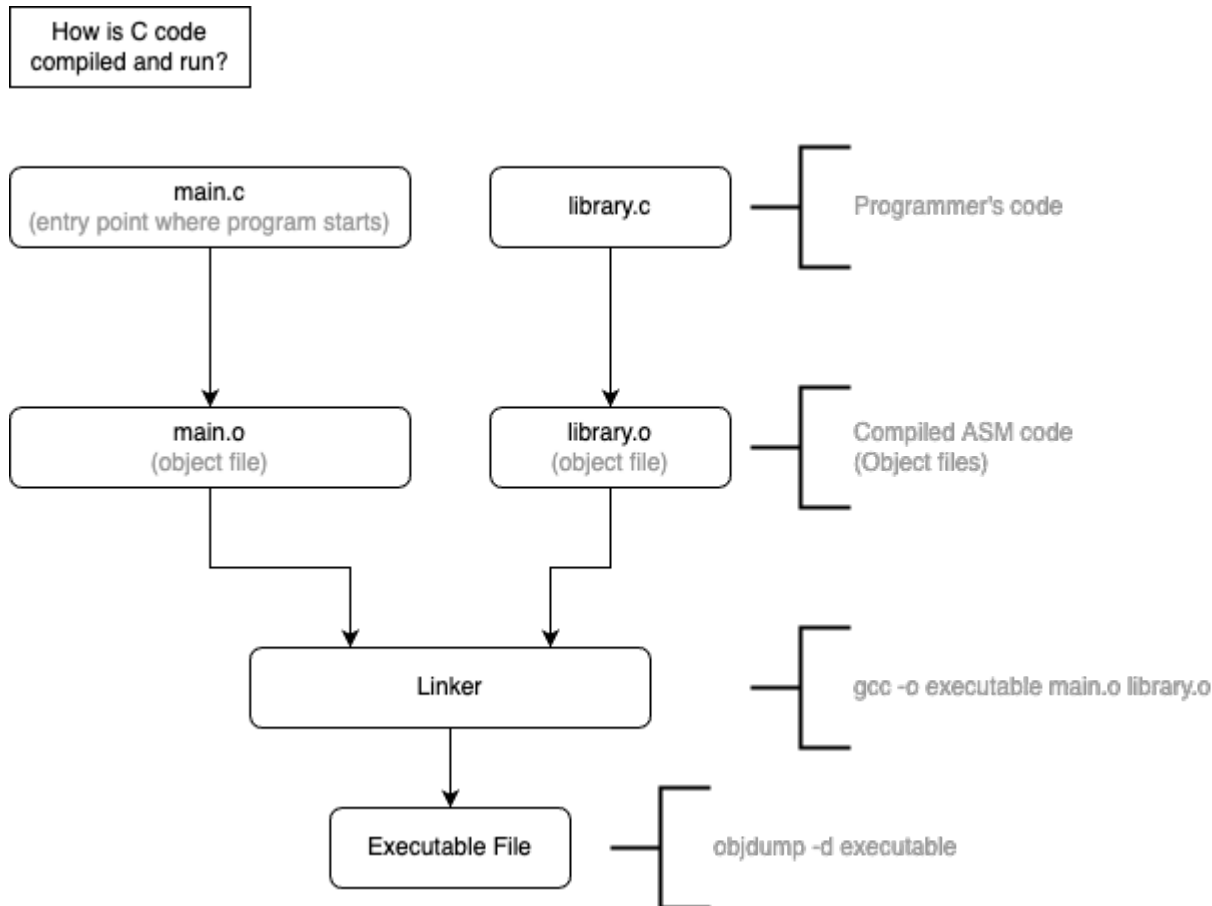 How is C code
compiled and run?
main.c
(entry point where program starts)
library.c
Programmer's code
main.o
(object file)
library.o
(object file)
Compiled ASM code
(Object files)
Linker
gcc -o executable main.o library.o
Executable File
objdump -d executable